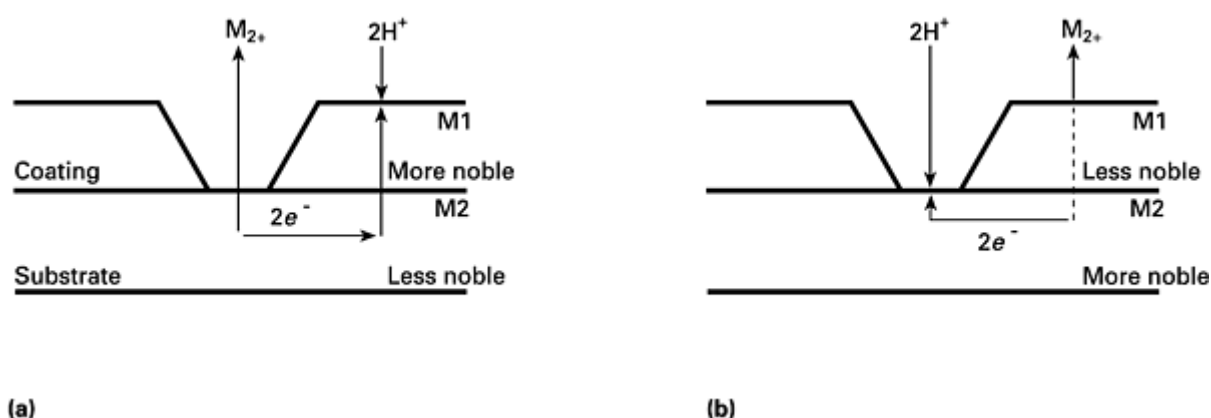 M2+
2H+
M1
Coating
More noble
M2
2e-
Substrate
Less noble
(a)
2H+
M2+
M1
Less noble
M2
2e-
More noble
(b)